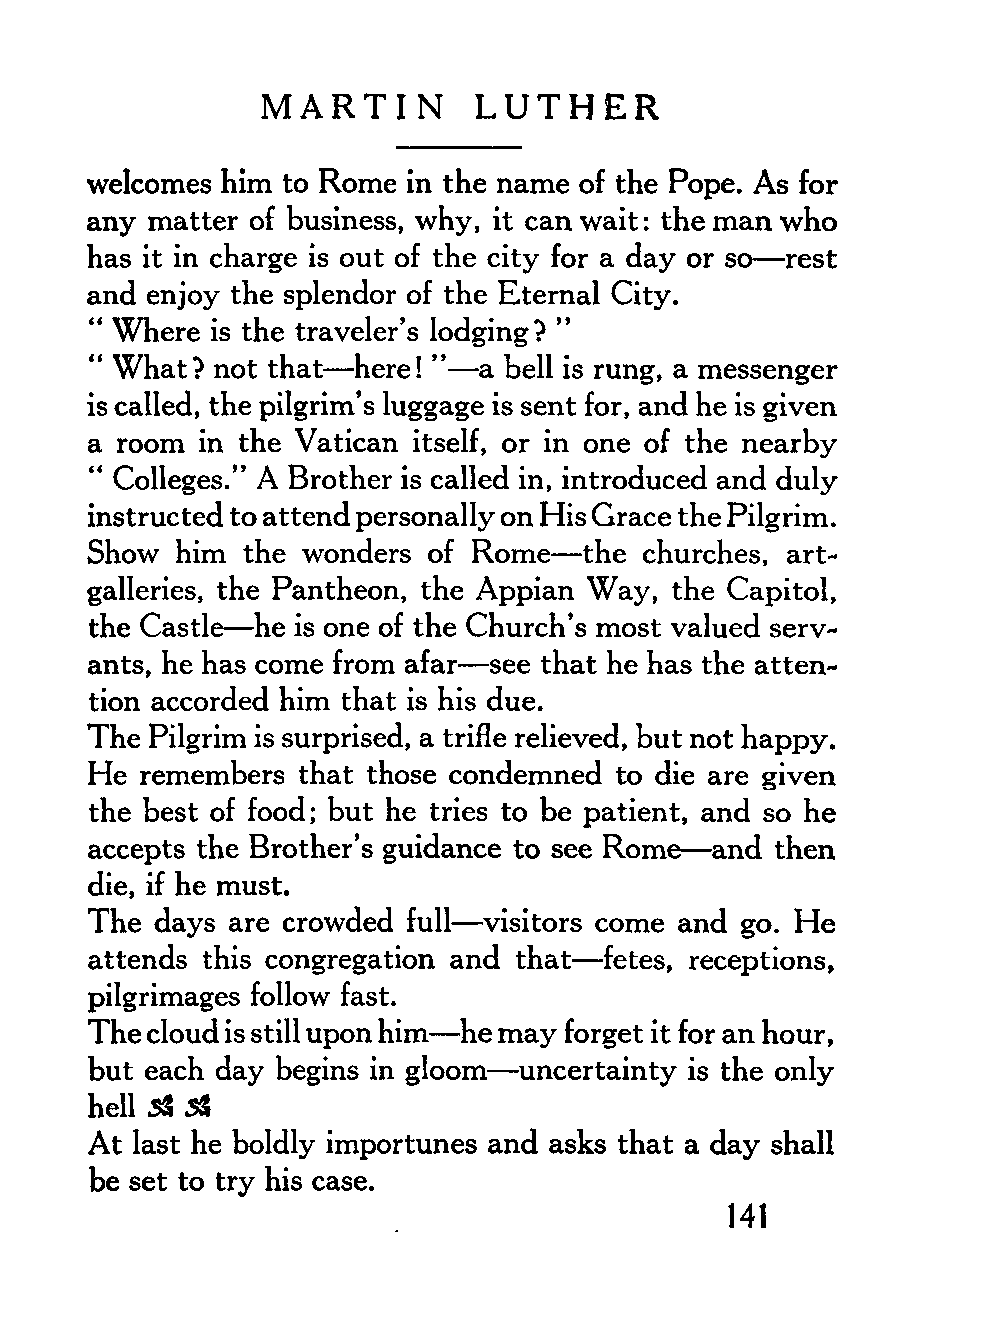 MARTIN LUTHER
welcomes him to Rome in the name of the Pope. As for
any matter of business, why, it can wait: the man who
has it in charge is out of the city for a day or so—rest
and enjoy the splendor of the Eternal City.
“ Where is the traveler’s lodging? ”
“ What? not that—here! ”—a bell is rung, a messenger
is called, the pilgrim’s luggage is sent for, and he is given
a room in the Vatican itself, or in one of the nearby
“ Colleges.” A Brother is called in, introduced and duly
instructed to attend personally on His Grace the Pilgrim.
Show him the wonders of Rome—the churches, art-
galleries, the Pantheon, the Appian Way, the Capitol,
the Castle—he is one of the Church’s most valued serv-
ants, he has come from afar—see that he has the atten-
tion accorded him that is his due.
The Pilgrim is surprised, a trifle relieved, but not happy.
He remembers that those condemned to die are given
the best of food; but he tries to be patient, and so he
accepts the Brother’s guidance to see Rome—and then
die, if he must.
The days are crowded full—visitors come and go. He
attends this congregation and that—fetes, receptions,
pilgrimages follow fast.
The cloud is still upon him—he may forget it for an hour,
but each day begins in gloom—uncertainty is the only
hell
At last he boldly importunes and asks that a day shall
be set to try his case.
141